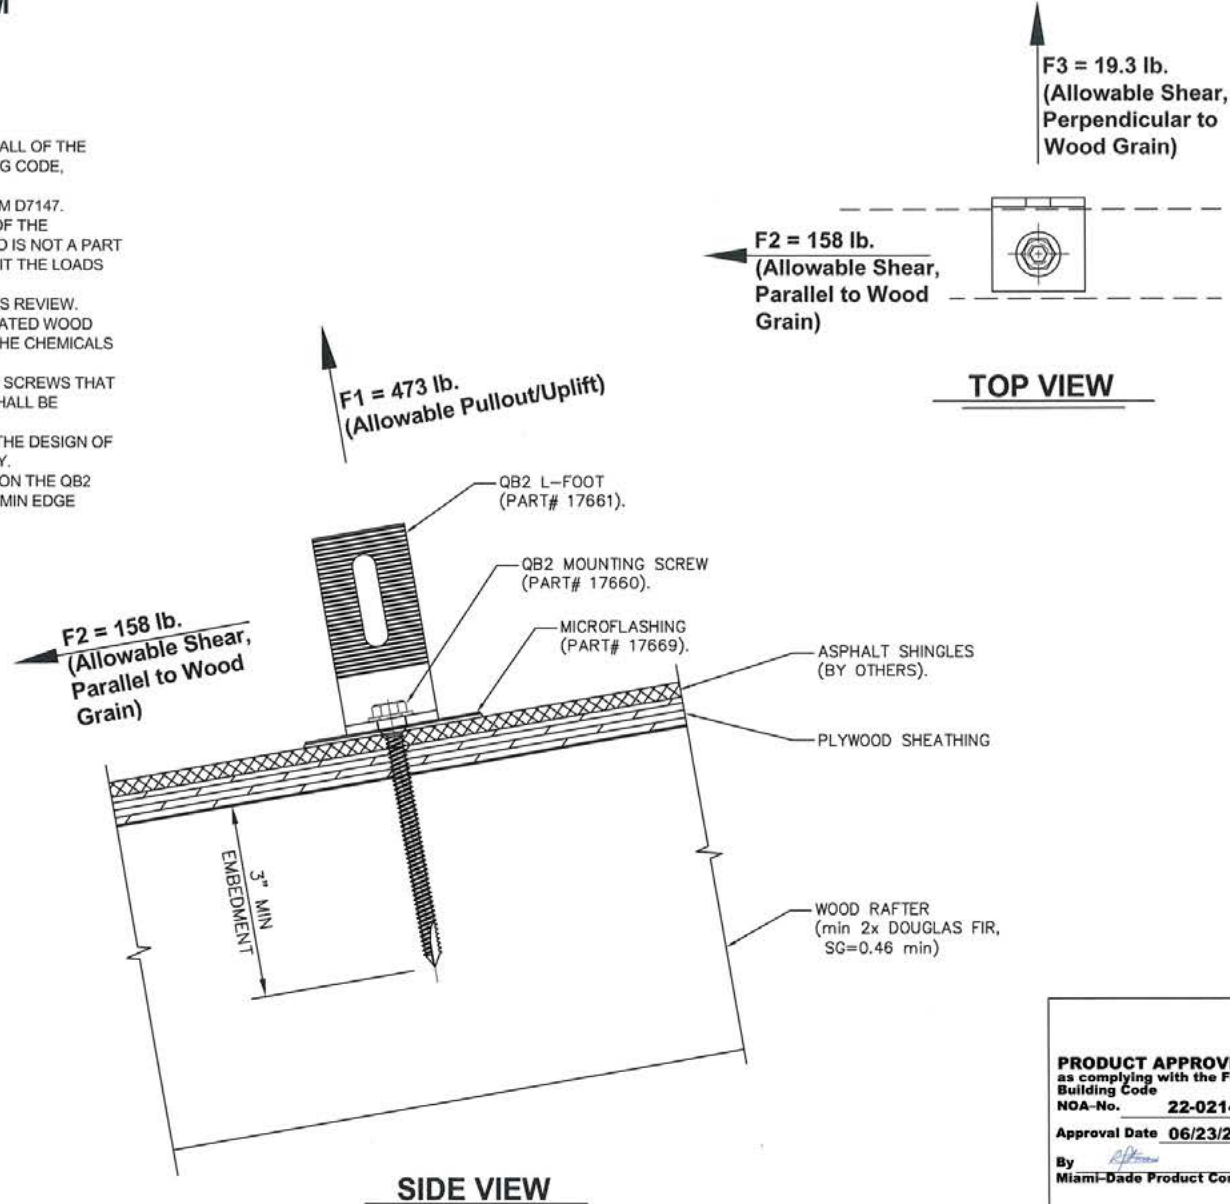 ALL OF THE
G CODE,
M D7147.
OF THE
D IS NOT A PART
IT THE LOADS
S REVIEW.
ATED WOOD
HE CHEMICALS
SCREWS THAT
HALL BE
THE DESIGN OF
Y.
ON THE QB2
MIN EDGE
F3 = 19.3 lb.
(Allowable Shear,
Perpendicular to
Wood Grain)
F2 = 158 lb.
(Allowable Shear,
Parallel to Wood
Grain)
TOP VIEW
F1 = 473 lb.
(Allowable Pullout/Uplift)
QB2 L-FOOT
(PART# 17661).
QB2 MOUNTING SCREW
(PART# 17660).
MICROFLASHING
(PART# 17669).
F2 = 158 lb.
(Allowable Shear,
Parallel to Wood
Grain)
ASPHALT SHINGLES
(BY OTHERS).
PLYWOOD SHEATHING
3" MIN
EMBEDMENT
WOOD RAFTER
(min 2x DOUGLAS FIR,
SG=0.46 min)
SIDE VIEW
PRODUCT APPROV
as complying with the F
Building Code
NOA-No. 22-021
Approval Date 06/23/2
By
Miami-Dade Product Co